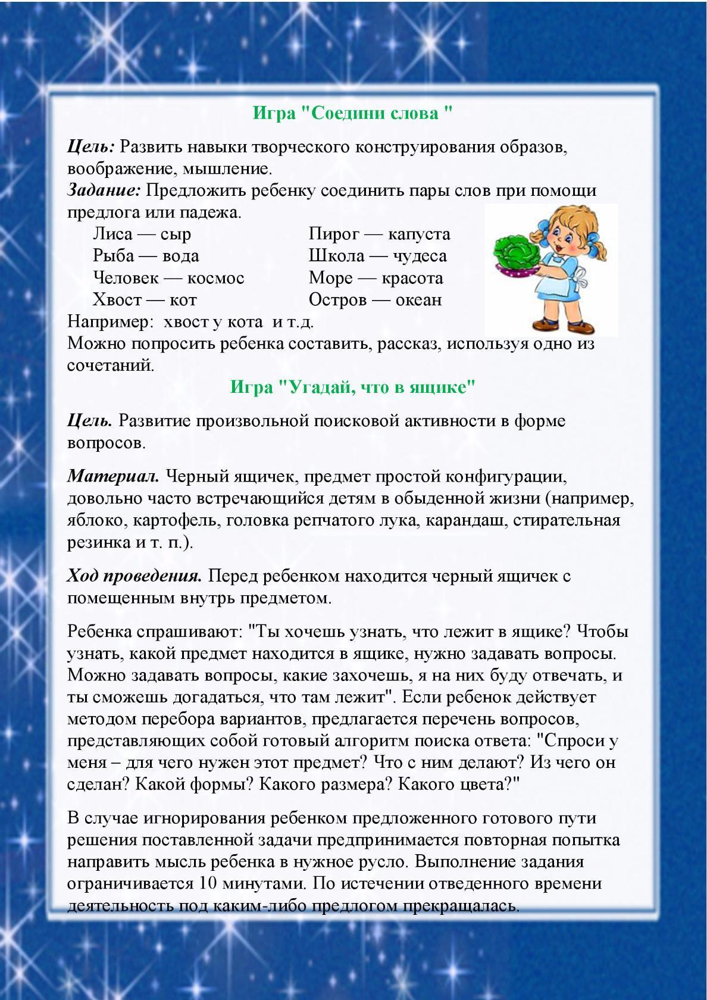 Игра "Соедини слова "
Цель: Развить навыки творческого конструирования образов,
воображение, мышление.
Задание: Предложить ребенку соединить пары слов при помощи
предлога или падежа.
Лиса — сыр Пирог — капуста
Рыба — вода Школа — чудеса
Человек — космос Море — красота
Хвост — кот Остров — океан
Например: хвост у кота и т.д.
Можно попросить ребенка составить, рассказ, используя одно из
сочетаний.
Игра "Угадай, что в ящике"
Цель. Развитие произвольной поисковой активности в форме
вопросов.
Материал. Черный ящичек, предмет простой конфигурации,
довольно часто встречающийся детям в обыденной жизни (например,
яблоко, картофель, головка репчатого лука, карандаш, стирательная
резинка и т. п.).
Ход проведения. Перед ребенком находится черный ящичек с
помещенным внутрь предметом.
Ребенка спрашивают: "Ты хочешь узнать, что лежит в ящике? Чтобы
узнать, какой предмет находится в ящике, нужно задавать вопросы.
Можно задавать вопросы, какие захочешь, я на них буду отвечать, и
ты сможешь догадаться, что там лежит". Если ребенок действует
методом перебора вариантов, предлагается перечень вопросов,
представляющих собой готовый алгоритм поиска ответа: "Спроси у
меня – для чего нужен этот предмет? Что с ним делают? Из чего он
сделан? Какой формы? Какого размера? Какого цвета?"
В случае игнорирования ребенком предложенного готового пути
решения поставленной задачи предпринимается повторная попытка
направить мысль ребенка в нужное русло. Выполнение задания
ограничивается 10 минутами. По истечении отведенного времени
деятельность под каким-либо предлогом прекращалась.